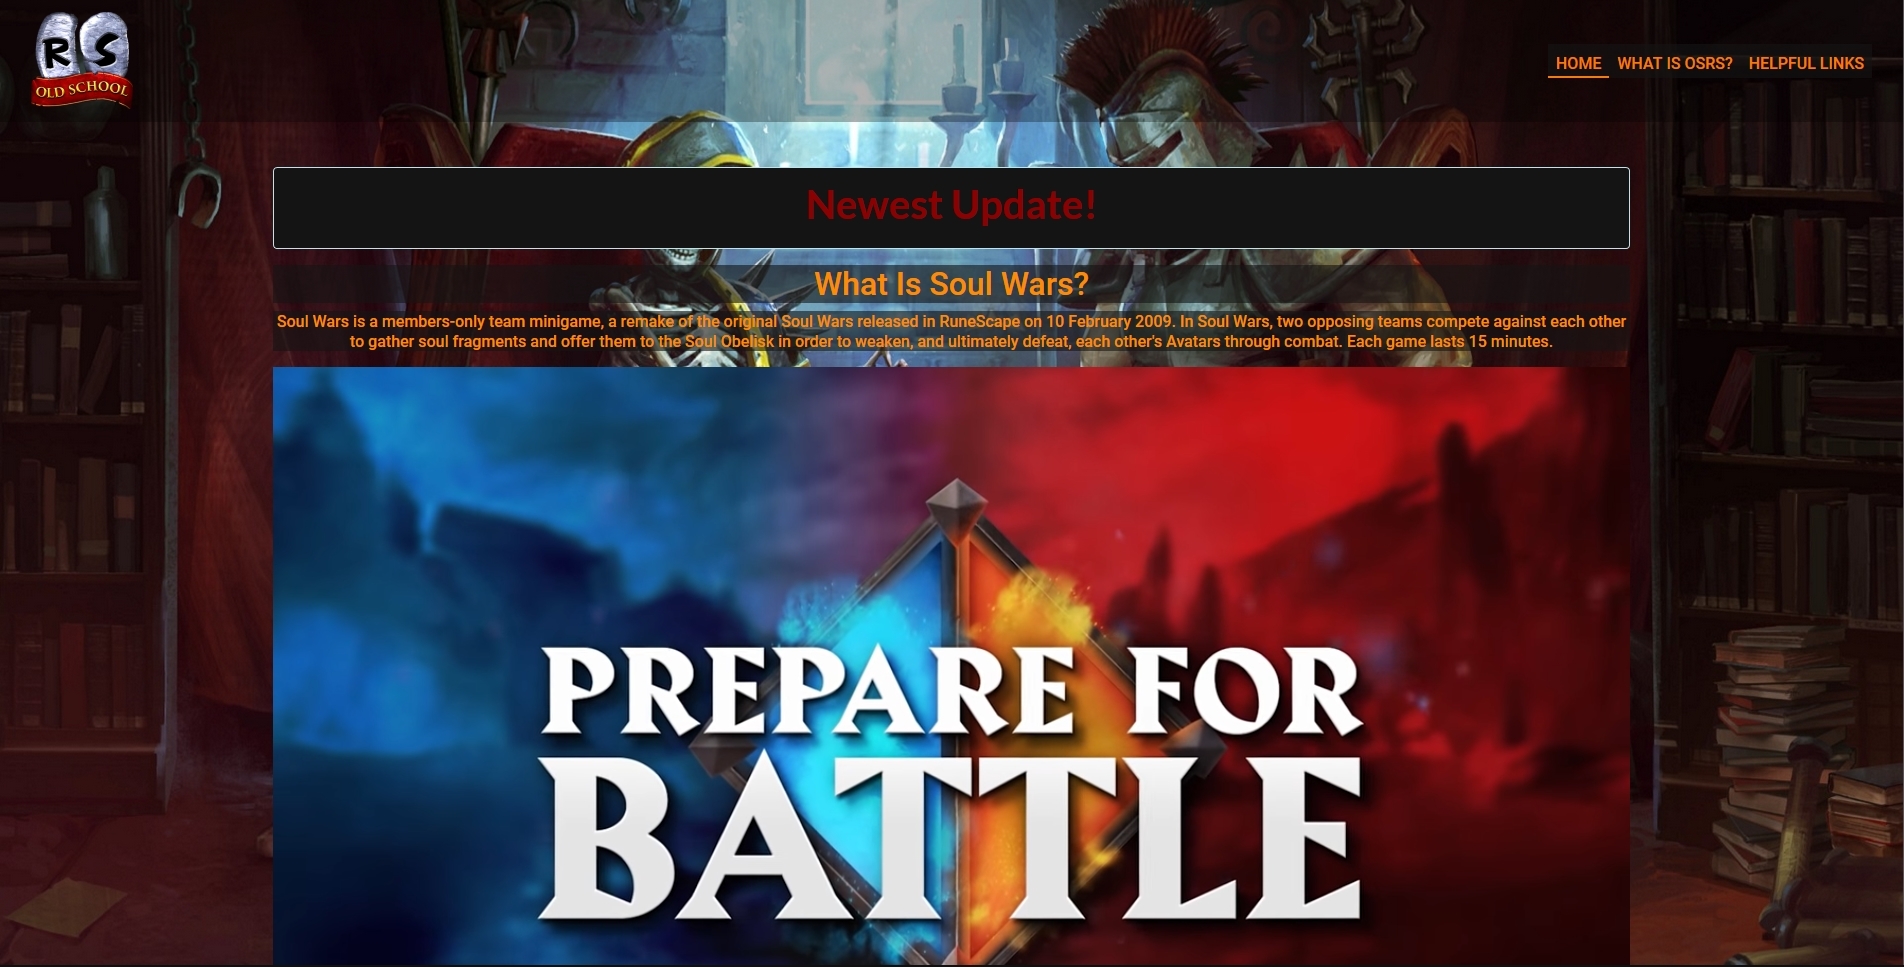 RS
OLD SCHOOL
HOME WHAT IS OSRS? HELPFUL LINKS
Newest Update!
What Is Soul Wars?
Soul Wars is a members-only team minigame, a remake of the original Soul Wars released in RuneScape on 10 February 2009. In Soul Wars, two opposing teams compete against each other
to gather soul fragments and offer them to the Soul Obelisk in order to weaken, and ultimately defeat, each other's Avatars through combat. Each game lasts 15 minutes.
PREPARE FOR
BATTLE